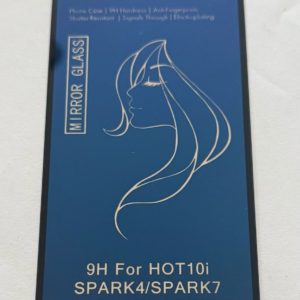 Phone Case | 9H Hardness | Anti-Fingerprint
Shatter-Resistant | Signals Through | Electroplating
MIRROR GLASS
9H For HOT10i
SPARK4/SPARK7